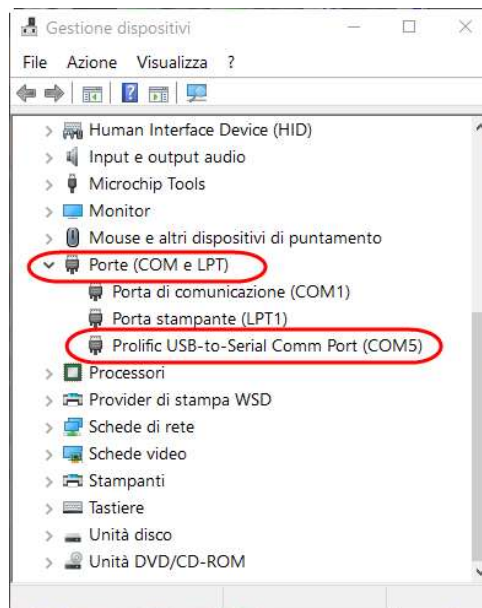 Gestione dispositivi
File Azione Visualizza ?
Human Interface Device (HID)
Input e output audio
Microchip Tools
Monitor
Mouse e altri dispositivi di puntamento
Porte (COM e LPT)
Porta di comunicazione (COM1)
Porta stampante (LPT1)
Prolific USB-to-Serial Comm Port (COM5)
Processori
Provider di stampa WSD
Schede di rete
Schede video
Stampanti
Tastiere
Unità disco
Unità DVD/CD-ROM